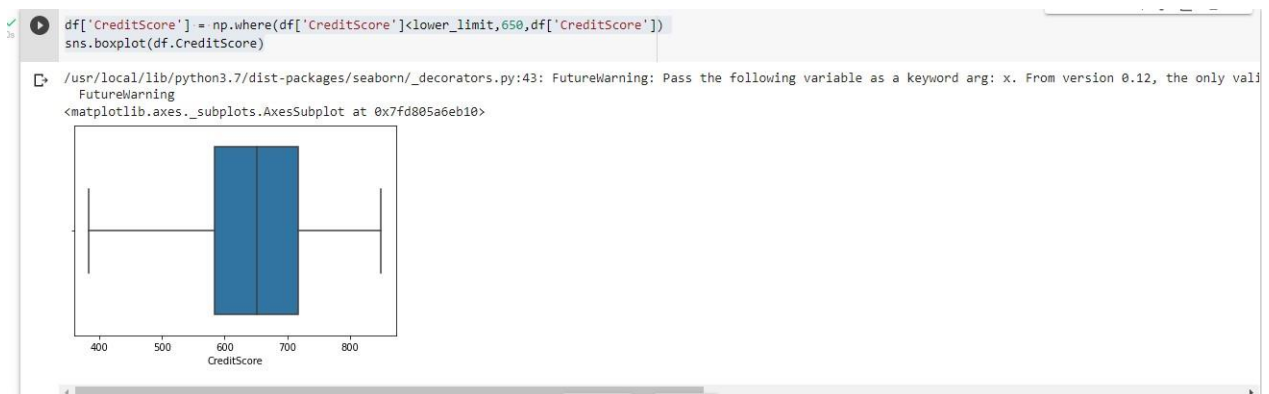 df['CreditScore'] = np.where(df['CreditScore']<lower_limit,650,df['CreditScore'])
sns.boxplot(df.CreditScore)
3s
/usr/local/lib/python3.7/dist-packages/seaborn/_decorators.py:43: FutureWarning: Pass the following variable as a keyword arg: x. From version 0.12, the only vali
FutureWarning
<matplotlib.axes._subplots.AxesSubplot at 0x7fd805a6eb10>
400 500 600 700 800
CreditScore